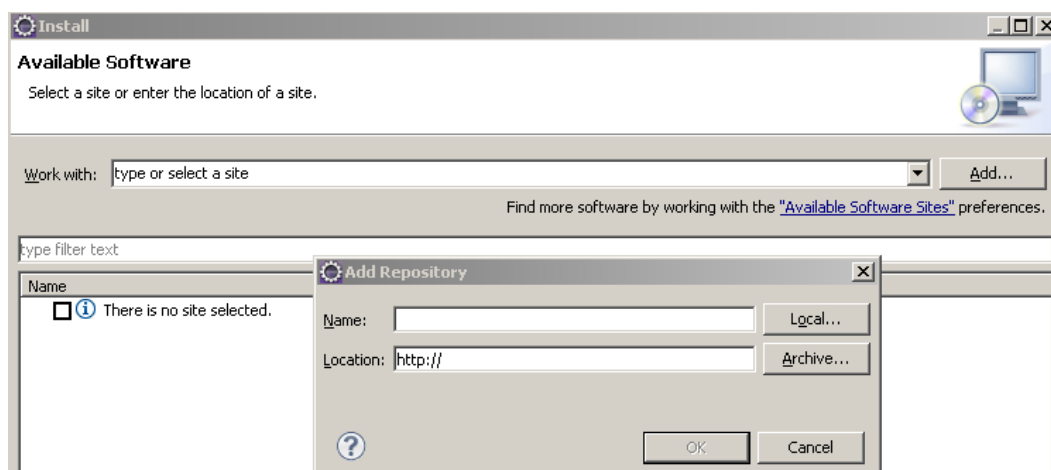 Install
Available Software
Select a site or enter the location of a site.
Work with: type or select a site Add...
Find more software by working with the "Available Software Sites" preferences.
type filter text
Name
There is no site selected.
Add Repository
Name: Local...
Location: http:// Archive...
OK Cancel